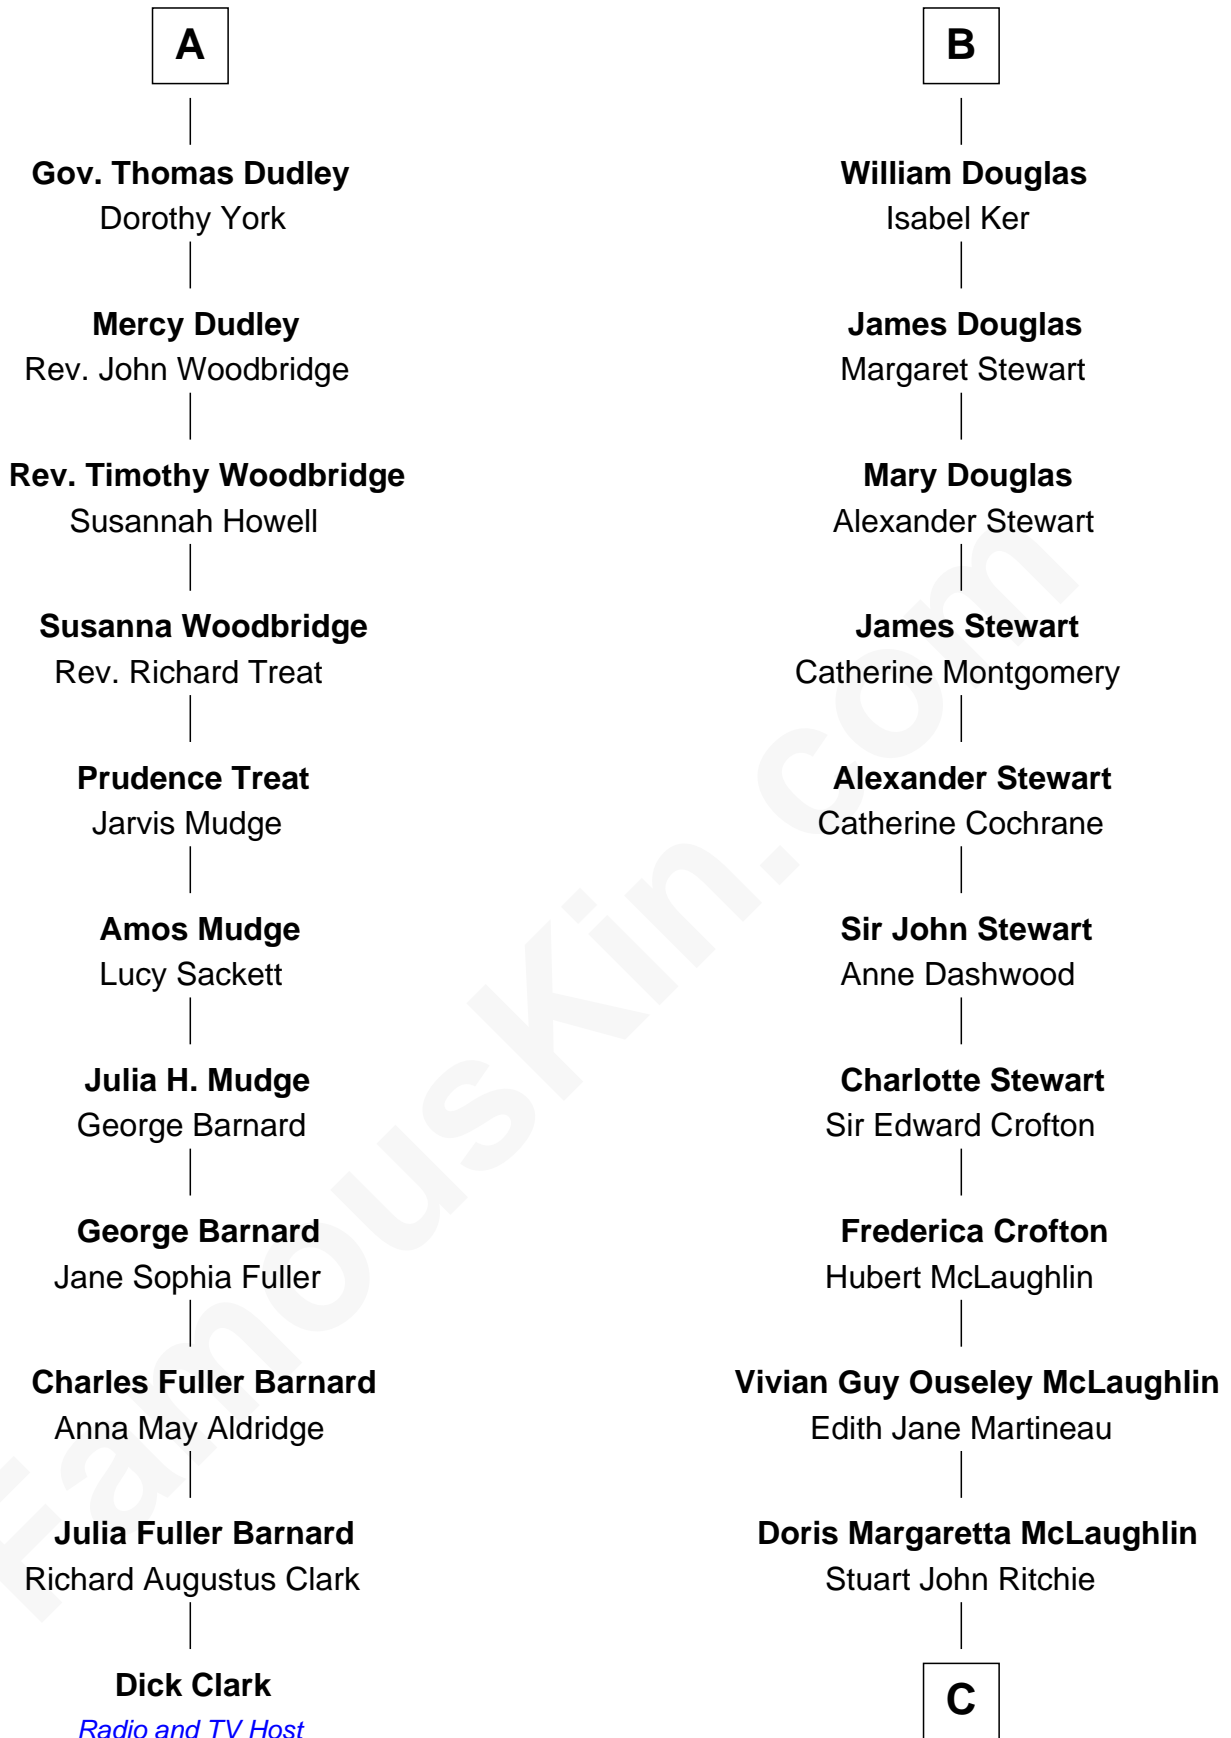 A
Gov. Thomas Dudley
Dorothy York
Mercy Dudley
Rev. John Woodbridge
Rev. Timothy Woodbridge
Susannah Howell
Susanna Woodbridge
Rev. Richard Treat
Prudence Treat
Jarvis Mudge
Amos Mudge
Lucy Sackett
Julia H. Mudge
George Barnard
George Barnard
Jane Sophia Fuller
Charles Fuller Barnard
Anna May Aldridge
Julia Fuller Barnard
Richard Augustus Clark
Dick Clark
Radio and TV Host
B
William Douglas
Isabel Ker
James Douglas
Margaret Stewart
Mary Douglas
Alexander Stewart
James Stewart
Catherine Montgomery
Alexander Stewart
Catherine Cochrane
Sir John Stewart
Anne Dashwood
Charlotte Stewart
Sir Edward Crofton
Frederica Crofton
Hubert McLaughlin
Vivian Guy Ouseley McLaughlin
Edith Jane Martineau
Doris Margaretta McLaughlin
Stuart John Ritchie
C
FamousKin.com